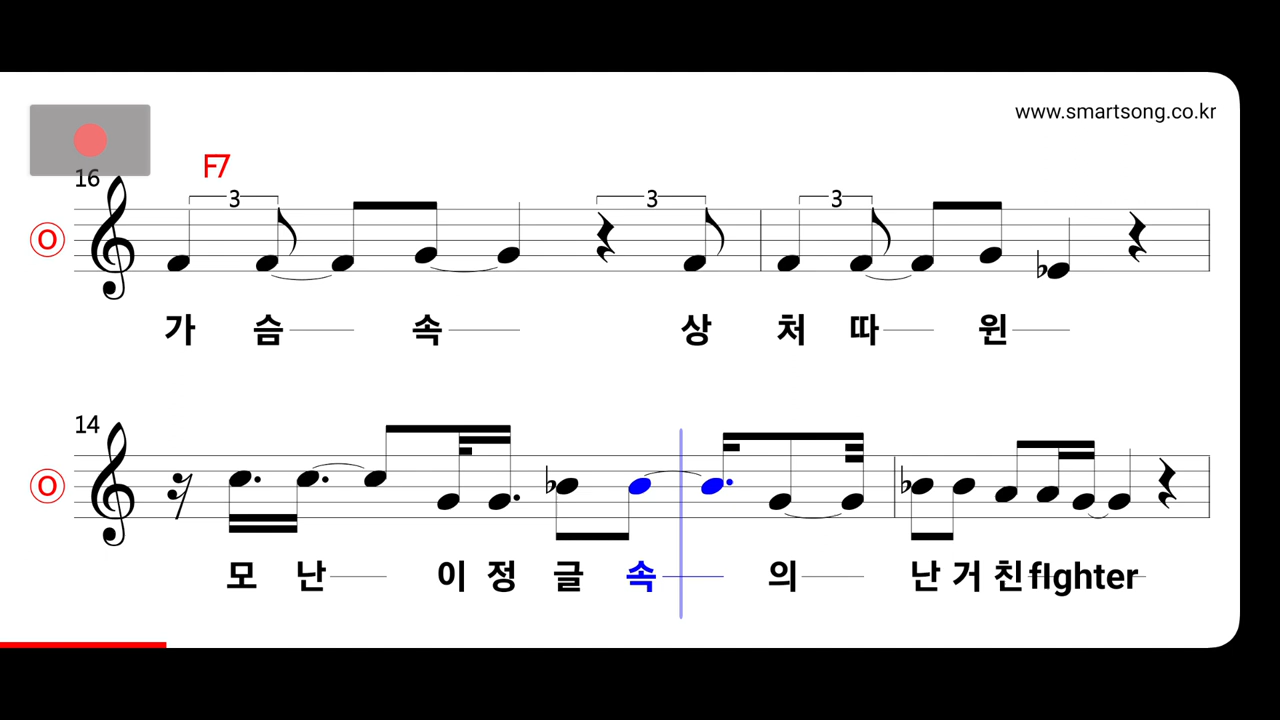 www.smartsong.co.kr
16
F7
3 3 3
O
가 슴 속 상 처 따 윈
14
O
모 난 이 정 글 속 의 난 거 친 fIghter